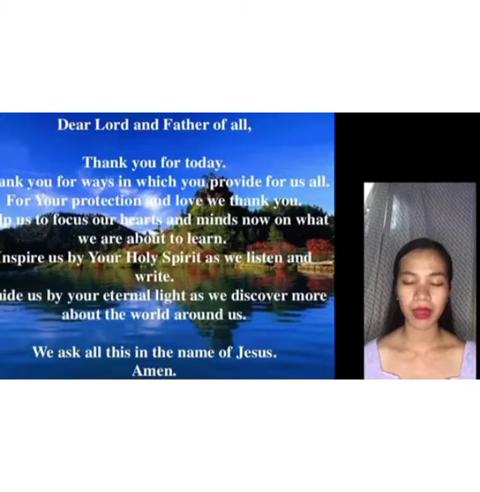 Dear Lord and Father of all,
Thank you for today.
ank you for ways in which you provide for us all.
For Your protection and love we thank you.
lp us to focus our hearts and minds now on what
we are about to learn.
nspire us by Your Holy Spirit as we listen and
write.
uide us by your eternal light as we discover more
about the world around us.
We ask all this in the name of Jesus.
Amen.